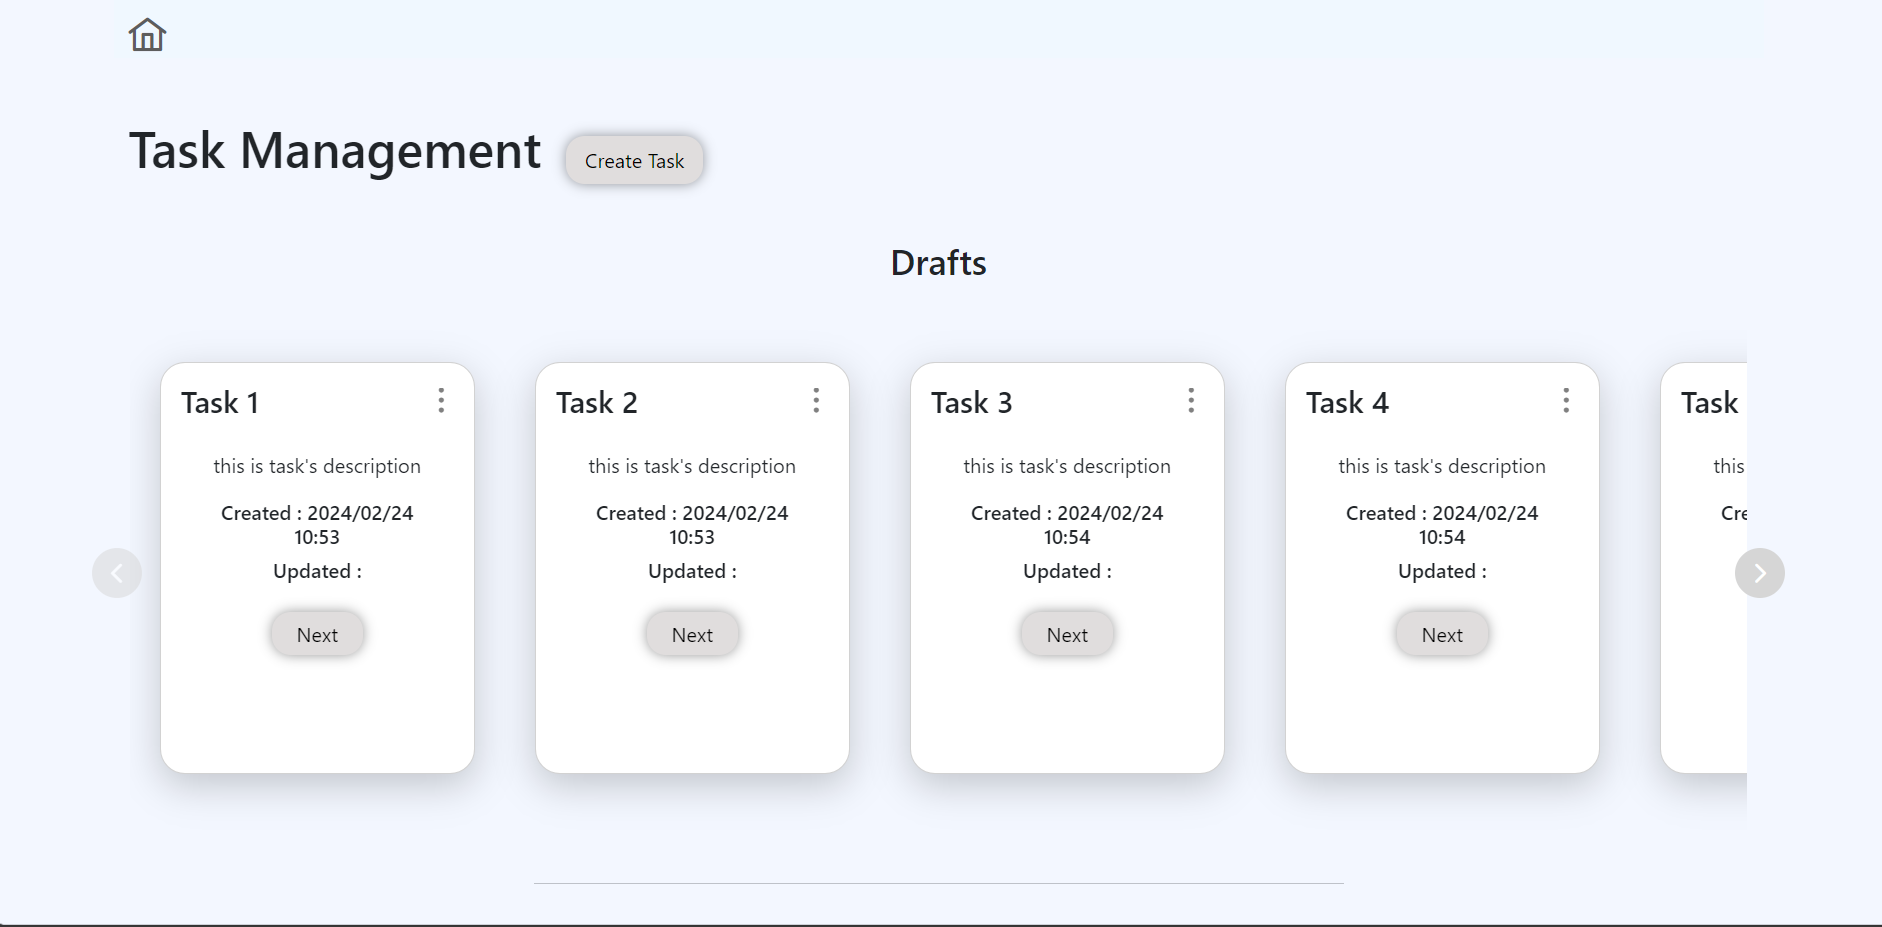 Task Management
Create Task
Drafts
Task 1
this is task's description
Created : 2024/02/24
10:53
Updated :
Next
Task 2
this is task's description
Created : 2024/02/24
10:53
Updated :
Next
Task 3
this is task's description
Created : 2024/02/24
10:54
Updated :
Next
Task 4
this is task's description
Created : 2024/02/24
10:54
Updated :
Next
Task
this